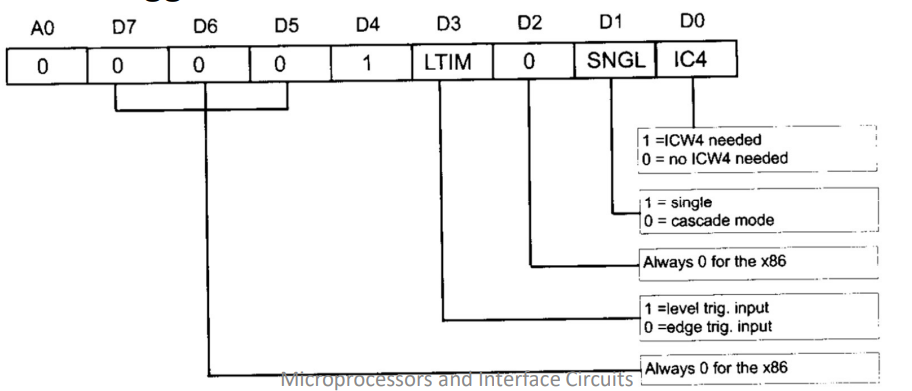 A0 D7 D6 D5 D4 D3 D2 D1 D0
0 0 0 0 1 LTIM 0 SNGL IC4
1 =ICW4 needed
0 = no ICW4 needed
1 = single
0 = cascade mode
Always 0 for the x86
1 =level trig. input
0 =edge trig. input
Always 0 for the x86
Microprocessors and Interface Circuits